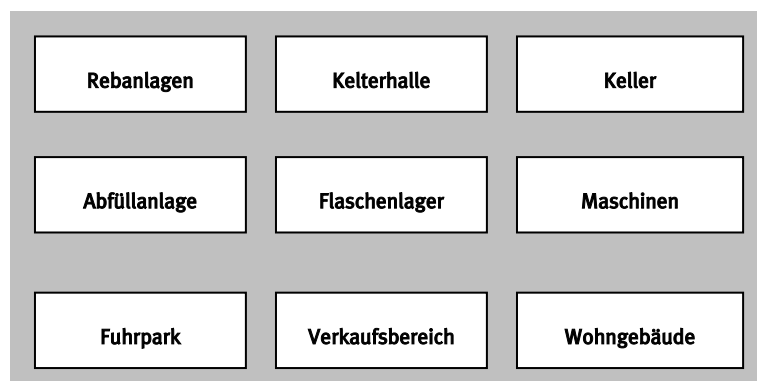 Rebanlagen
Kelterhalle
Keller
Abfüllanlage
Flaschenlager
Maschinen
Fuhrpark
Verkaufsbereich
Wohngebäude